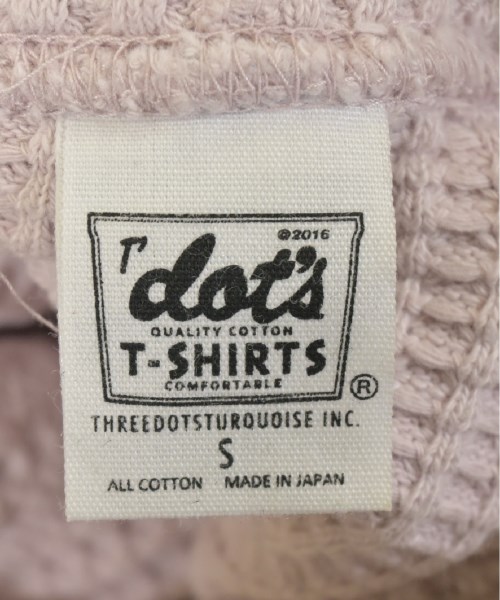 ©2016
T' dot's
QUALITY COTTON
T-SHIRTS
COMFORTABLE
®
THREEDOTSTURQUOISE INC.
S
ALL COTTON MADE IN JAPAN